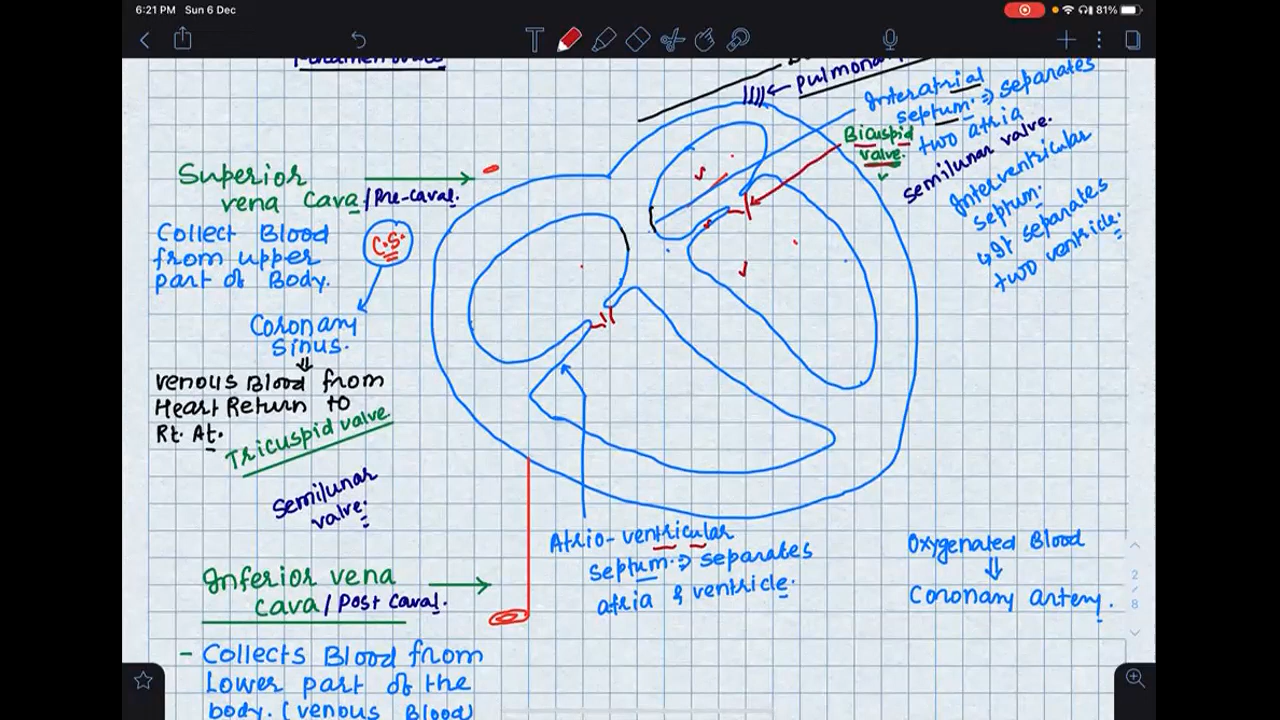 6:21 PM Sun 6 Dec
81%
Pulmonary
Interatrial
septum ⇒ separates
two atria
Bicuspid
valve.
Semilunar valve.
Interventricular
septum.
↳ It separates
two ventricle.
Superior
vena Cava/Pre-caval.
Collect Blood
from upper
part of Body.
C.S.
Coronary
Sinus.
⇓
Venous Blood from
Heart Return to
Rt. At.
Tricuspid valve
Semilunar
valve.
Atrio-ventricular
septum ⇒ separates
atria & ventricle.
Oxygenated Blood
⇓
Coronary artery.
2
/
8
Inferior vena
cava/Post caval.
- Collects Blood from
Lower part of the
body. (venous Blood)